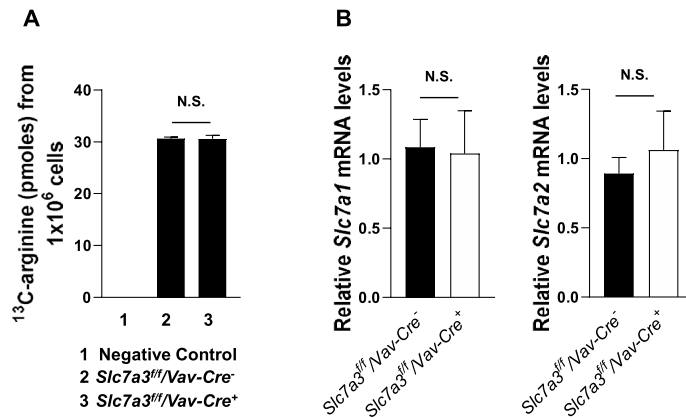 A
¹³C-arginine (pmoles) from
1x10⁶ cells
40
30
20
10
0
N.S.
1 2 3
1 Negative Control
2 Slc7a3f/f/Vav-Cre-
3 Slc7a3f/f/Vav-Cre+
B
Relative Slc7a1 mRNA levels
1.5
1.0
0.5
0.0
N.S.
Slc7a3f/f/Vav-Cre-
Slc7a3f/f/Vav-Cre+
Relative Slc7a2 mRNA levels
1.5
1.0
0.5
0.0
N.S.
Slc7a3f/f/Vav-Cre-
Slc7a3f/f/Vav-Cre+